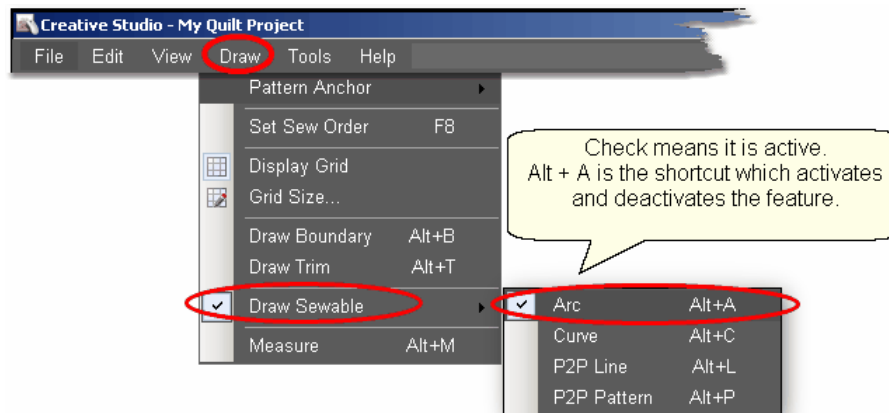 Creative Studio - My Quilt Project
File Edit View Draw Tools Help
Pattern Anchor
Set Sew Order F8
Display Grid
Grid Size...
Draw Boundary Alt+B
Draw Trim Alt+T
Draw Sewable
Measure Alt+M
Check means it is active.
Alt + A is the shortcut which activates
and deactivates the feature.
Arc Alt+A
Curve Alt+C
P2P Line Alt+L
P2P Pattern Alt+P